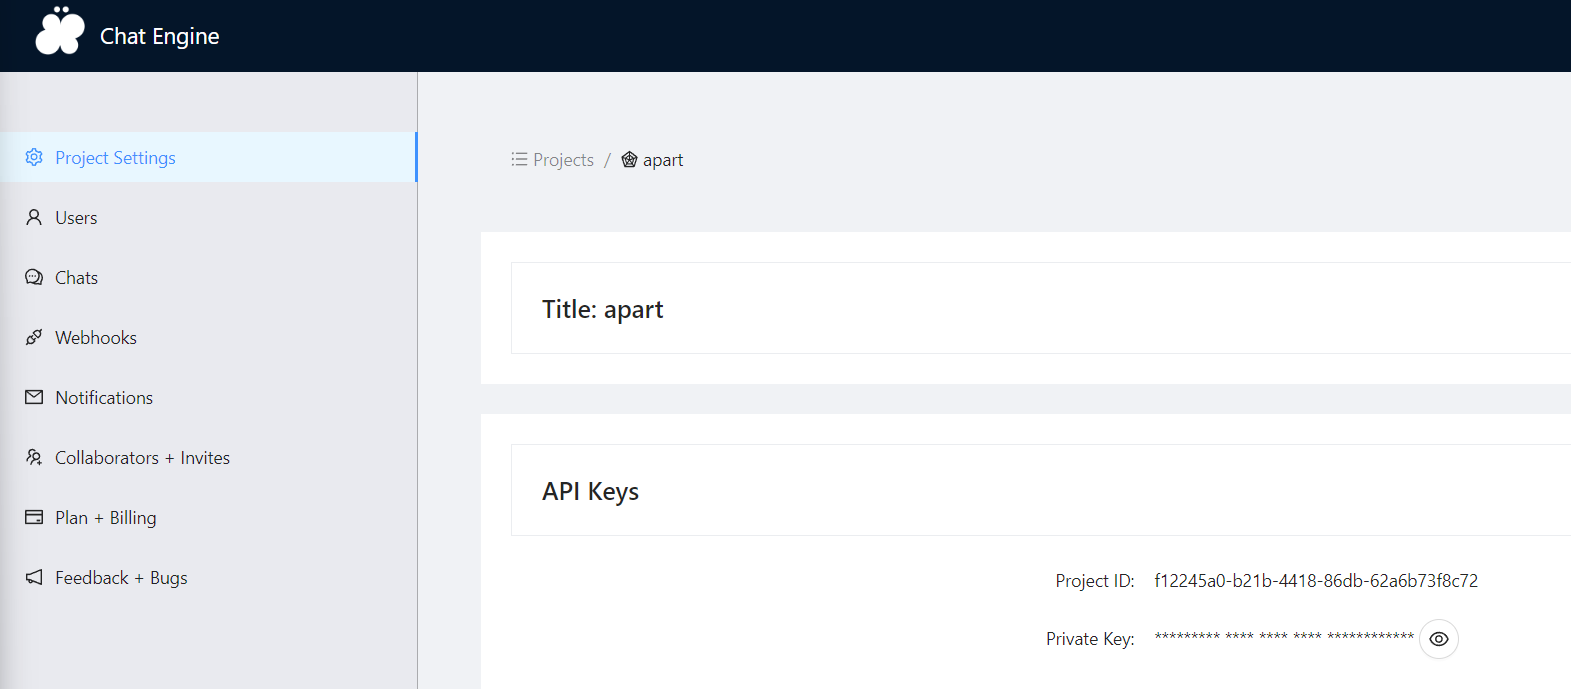 Chat Engine
Project Settings
Users
Chats
Webhooks
Notifications
Collaborators + Invites
Plan + Billing
Feedback + Bugs
Projects / apart
Title: apart
API Keys
Project ID: f12245a0-b21b-4418-86db-62a6b73f8c72
Private Key: ********* **** **** **** ************